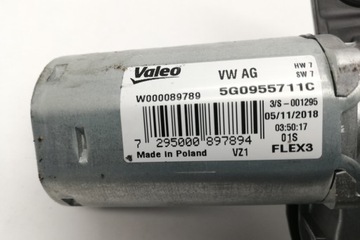 Valeo VW AG HW 7
SW 7
W000089789 5G0955711C
3/S-001295
05/11/2018
03:50:17
01S
7 295000 897894
Made in Poland VZ1 FLEX3